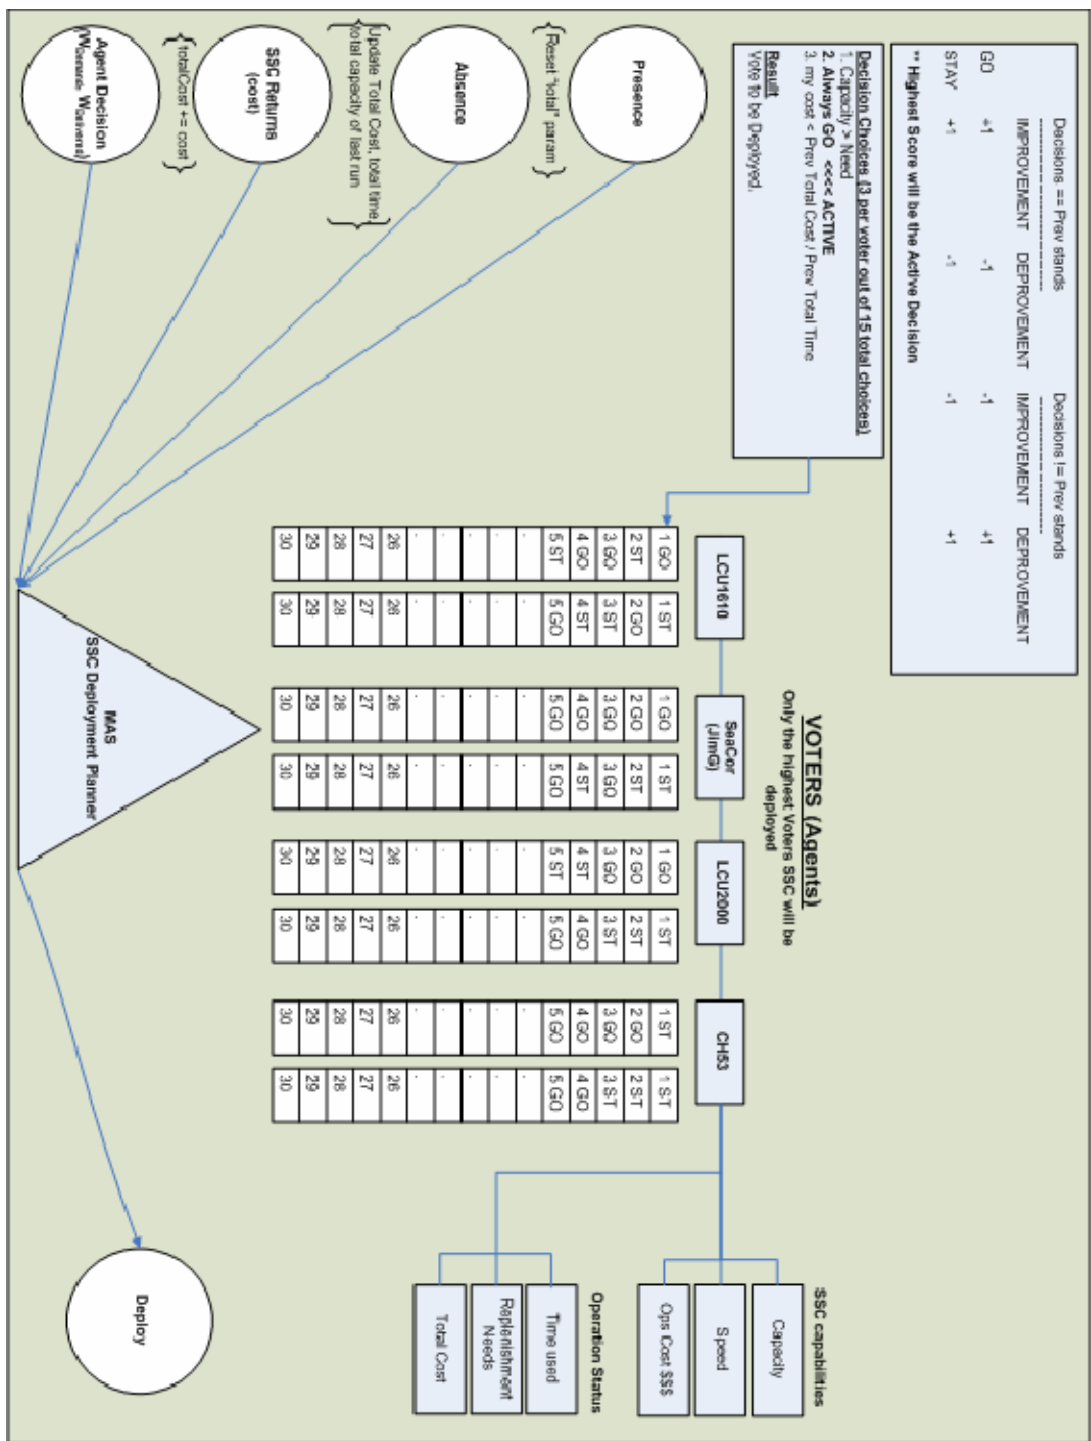 Decisions == Prev stands    Decisions != Prev stands
IMPROVEMENT    DEPROVEMENT    IMPROVEMENT    DEPROVEMENT
GO    +1    -1    -1    +1
STAY    +1    -1    -1    +1
** Highest Score will be the Active Decision
Decision Choices (3 per voter out of 15 total choices)
1. Capacity > Need
2. Always GO <<<< ACTIVE
3. my cost < Prev Total Cost / Prev Total Time
Result
Vote to be Deployed.
VOTERS (Agents)
Only the highest Voters SSC will be
deployed
LCU1610    SeaCor    LCU2000    CH53
(JimG)
1 GO    1 ST    1 GO    1 ST    1 GO    1 ST    1 ST    1 ST
2 ST    2 GO    2 GO    2 ST    2 GO    2 ST    2 GO    2 ST
3 GO    3 ST    3 GO    3 GO    3 GO    3 ST    3 GO    3 ST
4 GO    4 ST    4 GO    4 ST    4 ST    4 GO    4 GO    4 GO
5 ST    5 GO    5 GO    5 GO    5 ST    5 GO    5 GO    5 GO
.    .    .    .    .    .    .    .
.    .    .    .    .    .    .    .
.    .    .    .    .    .    .    .
.    .    .    .    .    .    .    .
.    .    .    .    .    .    .    .
26    26    26    26    26    26    26    26
27    27    27    27    27    27    27    27
28    28    28    28    28    28    28    28
29    29    29    29    29    29    29    29
30    30    30    30    30    30    30    30
SSC capabilities
Capacity
Speed
Ops Cost $$$
Operation Status
Time used
Replenishment
Needs
Total Cost
Presence
{Reset "total" param}
Absence
{Update Total Cost, total time,
total capacity of last run}
SSC Returns
(cost)
{totalCost += cost}
Agent Decision
MAS
SSC Deployment Planner
Deploy